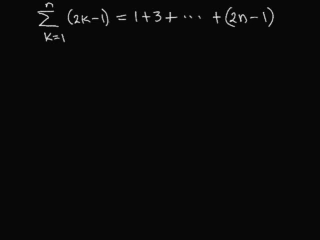 n
∑ (2k-1) = 1+3+ ··· +(2n-1)
k=1